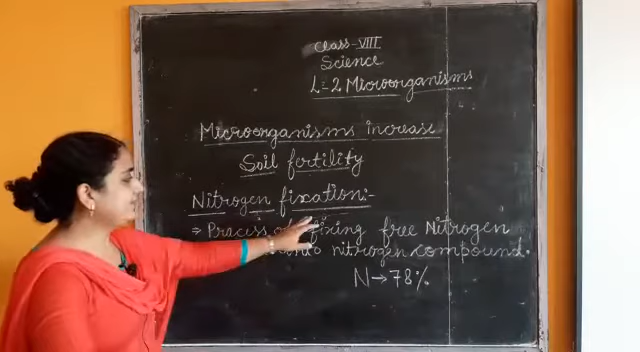 Class-VIII
Science
L:-2 Microorganisms
Microorganisms increase
Soil fertility
Nitrogen fixation:-
⇒ Process of fixing free Nitrogen
into nitrogen compound.
N→78%